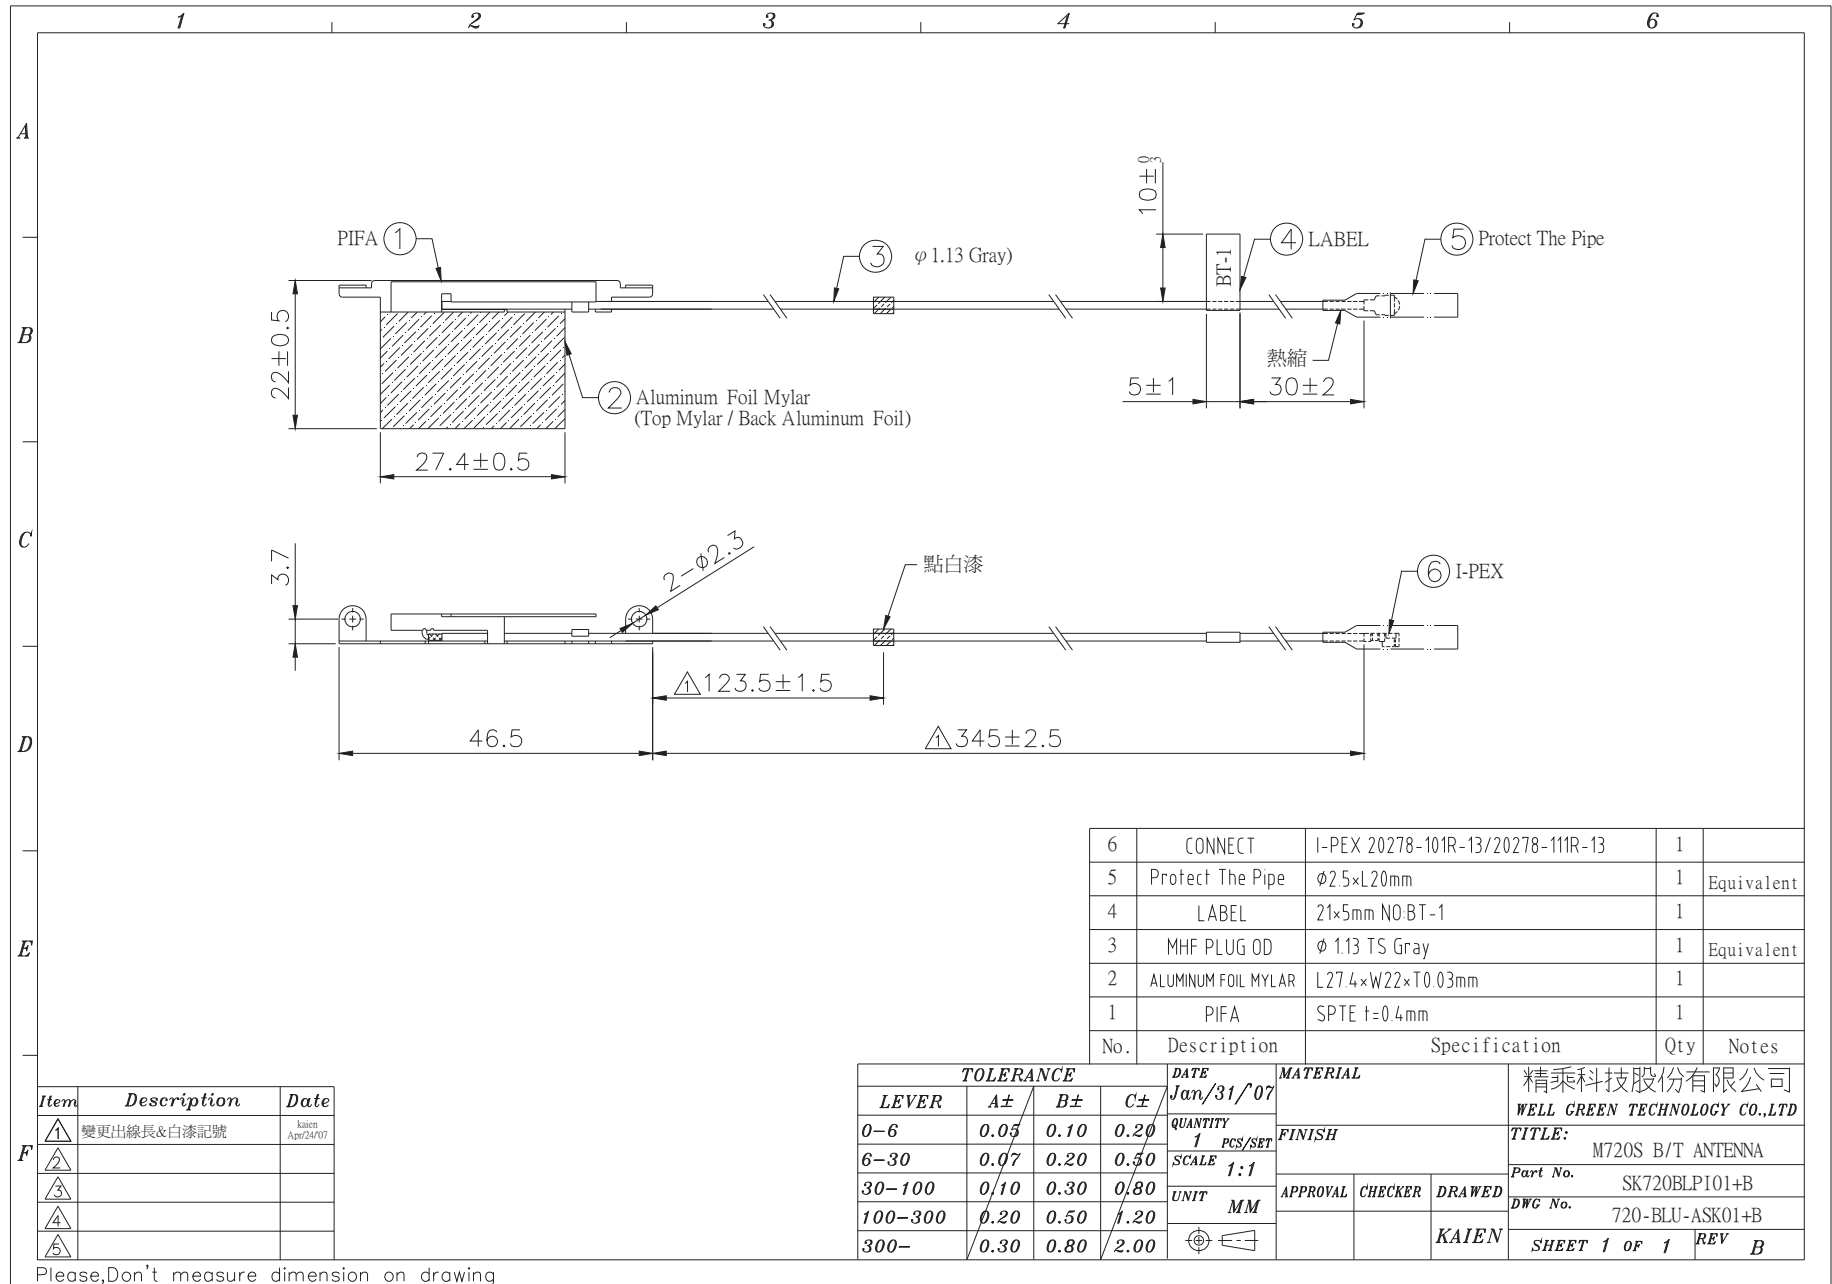 1 2 3 4 5 6
A
B
C
D
E
F
PIFA 1
3 φ 1.13 Gray)
10±0/3
BT-1
4 LABEL
5 Protect The Pipe
22±0.5
熱縮
2 Aluminum Foil Mylar
(Top Mylar / Back Aluminum Foil)
5±1
30±2
27.4±0.5
3.7
2-φ2.3
點白漆
6 I-PEX
1 123.5±1.5
46.5
1 345±2.5
6 CONNECT I-PEX 20278-101R-13/20278-111R-13 1
5 Protect The Pipe φ2.5×L20mm 1 Equivalent
4 LABEL 21×5mm NO:BT-1 1
3 MHF PLUG OD φ 1.13 TS Gray 1 Equivalent
2 ALUMINUM FOIL MYLAR L27.4×W22×T0.03mm 1
1 PIFA SPTE t=0.4mm 1
No. Description Specification Qty Notes
Item Description Date
1 變更出線長&白漆記號 kaien
Apr/24/'07
2
3
4
5
TOLERANCE
LEVER A± B± C±
0-6 0.05 0.10 0.20
6-30 0.07 0.20 0.50
30-100 0.10 0.30 0.80
100-300 0.20 0.50 1.20
300- 0.30 0.80 2.00
DATE
Jan/31/'07
QUANTITY
1 PCS/SET
SCALE 1:1
UNIT MM
MATERIAL
FINISH
APPROVAL CHECKER DRAWED
KAIEN
精乘科技股份有限公司
WELL GREEN TECHNOLOGY CO.,LTD
TITLE:
M720S B/T ANTENNA
Part No.
SK720BLPI01+B
DWG No.
720-BLU-ASK01+B
SHEET 1 OF 1 REV B
Please,Don't measure dimension on drawing